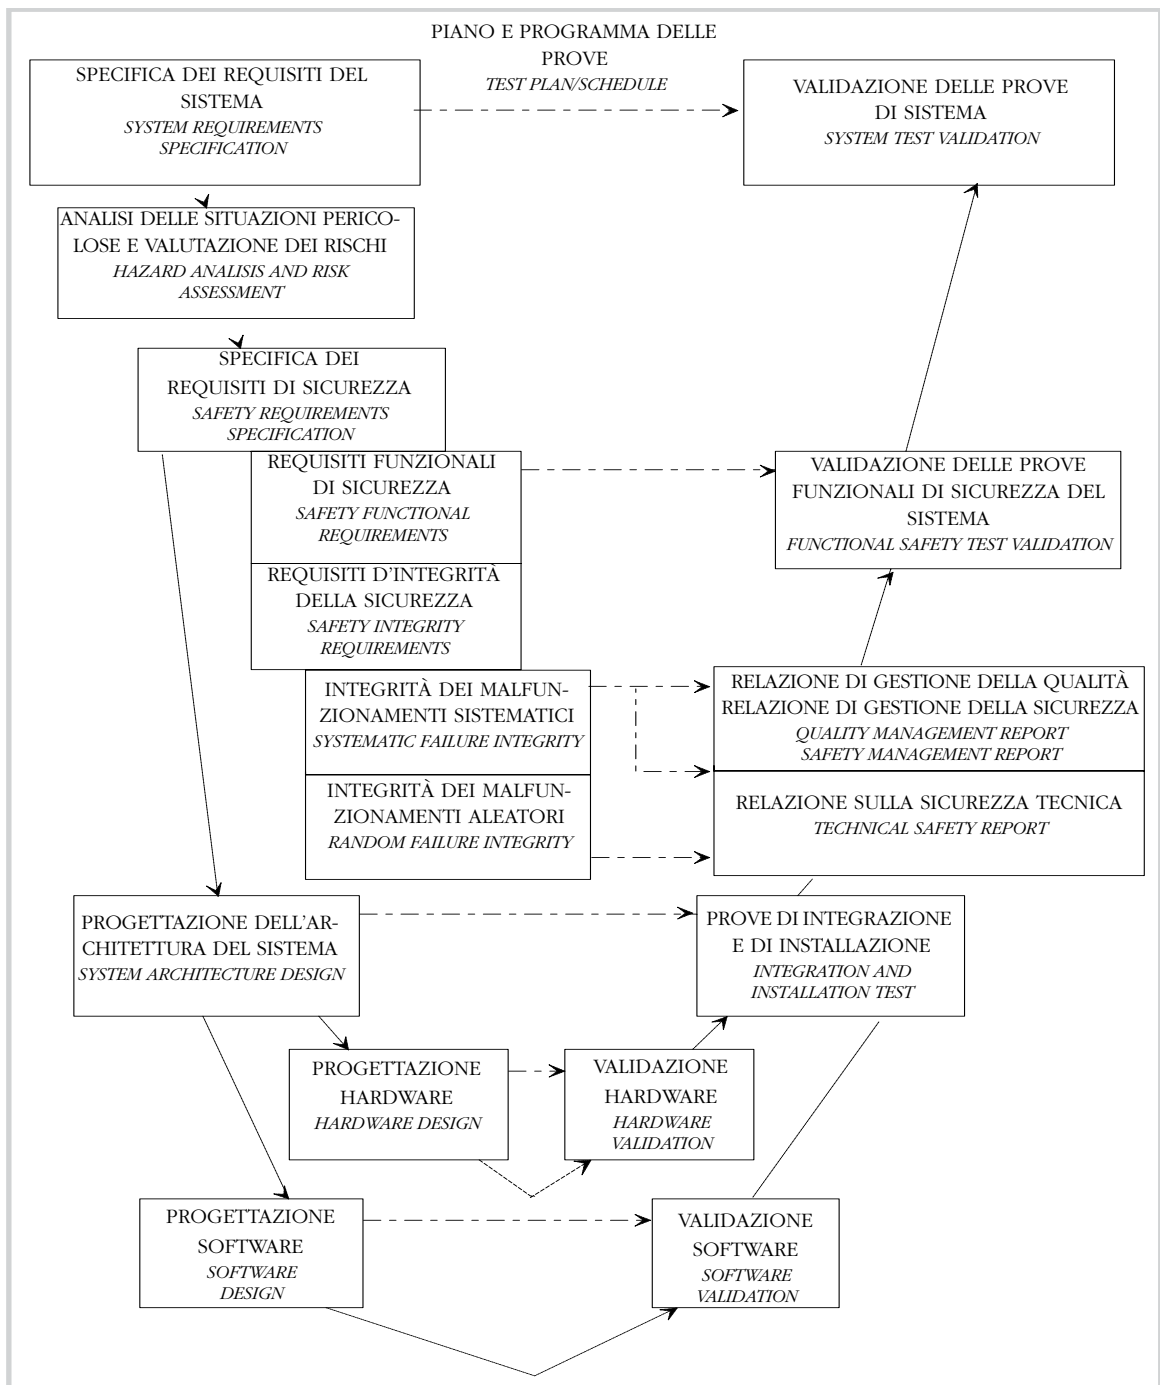 PIANO E PROGRAMMA DELLE
PROVE
TEST PLAN/SCHEDULE
SPECIFICA DEI REQUISITI DEL
SISTEMA
SYSTEM REQUIREMENTS
SPECIFICATION
VALIDAZIONE DELLE PROVE
DI SISTEMA
SYSTEM TEST VALIDATION
ANALISI DELLE SITUAZIONI PERICO-
LOSE E VALUTAZIONE DEI RISCHI
HAZARD ANALISIS AND RISK
ASSESSMENT
SPECIFICA DEI
REQUISITI DI SICUREZZA
SAFETY REQUIREMENTS
SPECIFICATION
REQUISITI FUNZIONALI
DI SICUREZZA
SAFETY FUNCTIONAL
REQUIREMENTS
VALIDAZIONE DELLE PROVE
FUNZIONALI DI SICUREZZA DEL
SISTEMA
FUNCTIONAL SAFETY TEST VALIDATION
REQUISITI D'INTEGRITÀ
DELLA SICUREZZA
SAFETY INTEGRITY
REQUIREMENTS
INTEGRITÀ DEI MALFUN-
ZIONAMENTI SISTEMATICI
SYSTEMATIC FAILURE INTEGRITY
RELAZIONE DI GESTIONE DELLA QUALITÀ
RELAZIONE DI GESTIONE DELLA SICUREZZA
QUALITY MANAGEMENT REPORT
SAFETY MANAGEMENT REPORT
INTEGRITÀ DEI MALFUN-
ZIONAMENTI ALEATORI
RANDOM FAILURE INTEGRITY
RELAZIONE SULLA SICUREZZA TECNICA
TECHNICAL SAFETY REPORT
PROGETTAZIONE DELL'AR-
CHITETTURA DEL SISTEMA
SYSTEM ARCHITECTURE DESIGN
PROVE DI INTEGRAZIONE
E DI INSTALLAZIONE
INTEGRATION AND
INSTALLATION TEST
PROGETTAZIONE
HARDWARE
HARDWARE DESIGN
VALIDAZIONE
HARDWARE
HARDWARE
VALIDATION
PROGETTAZIONE
SOFTWARE
SOFTWARE
DESIGN
VALIDAZIONE
SOFTWARE
SOFTWARE
VALIDATION